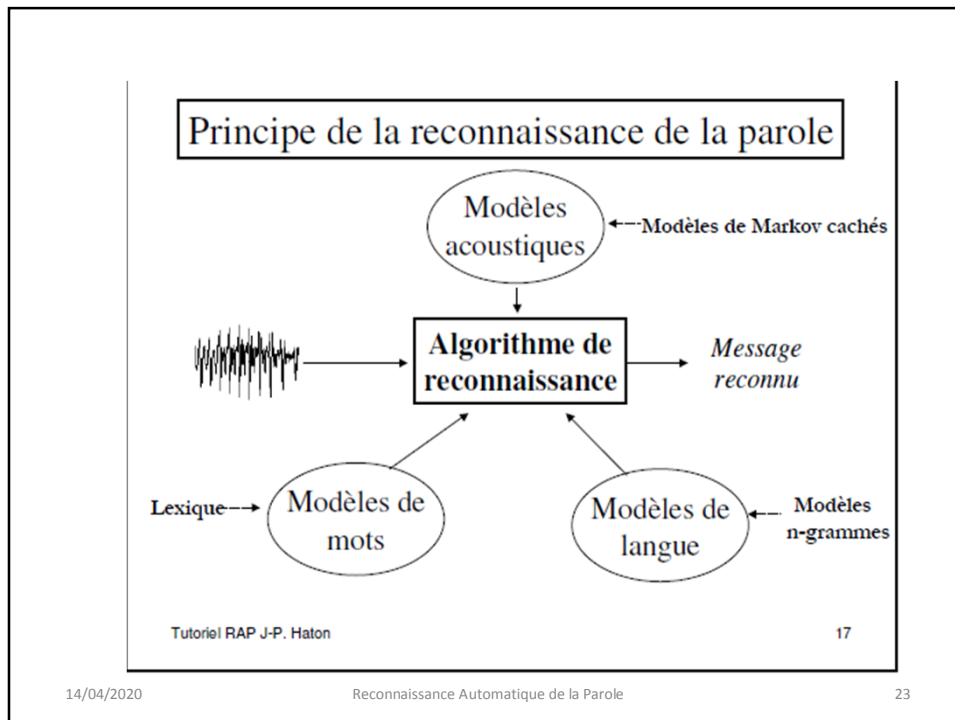 Principe de la reconnaissance de la parole
Modèles
acoustiques
Modèles de Markov cachés
Algorithme de
reconnaissance
Message
reconnu
Lexique
Modèles de
mots
Modèles de
langue
Modèles
n-grammes
Tutoriel RAP J-P. Haton
17
14/04/2020
Reconnaissance Automatique de la Parole
23